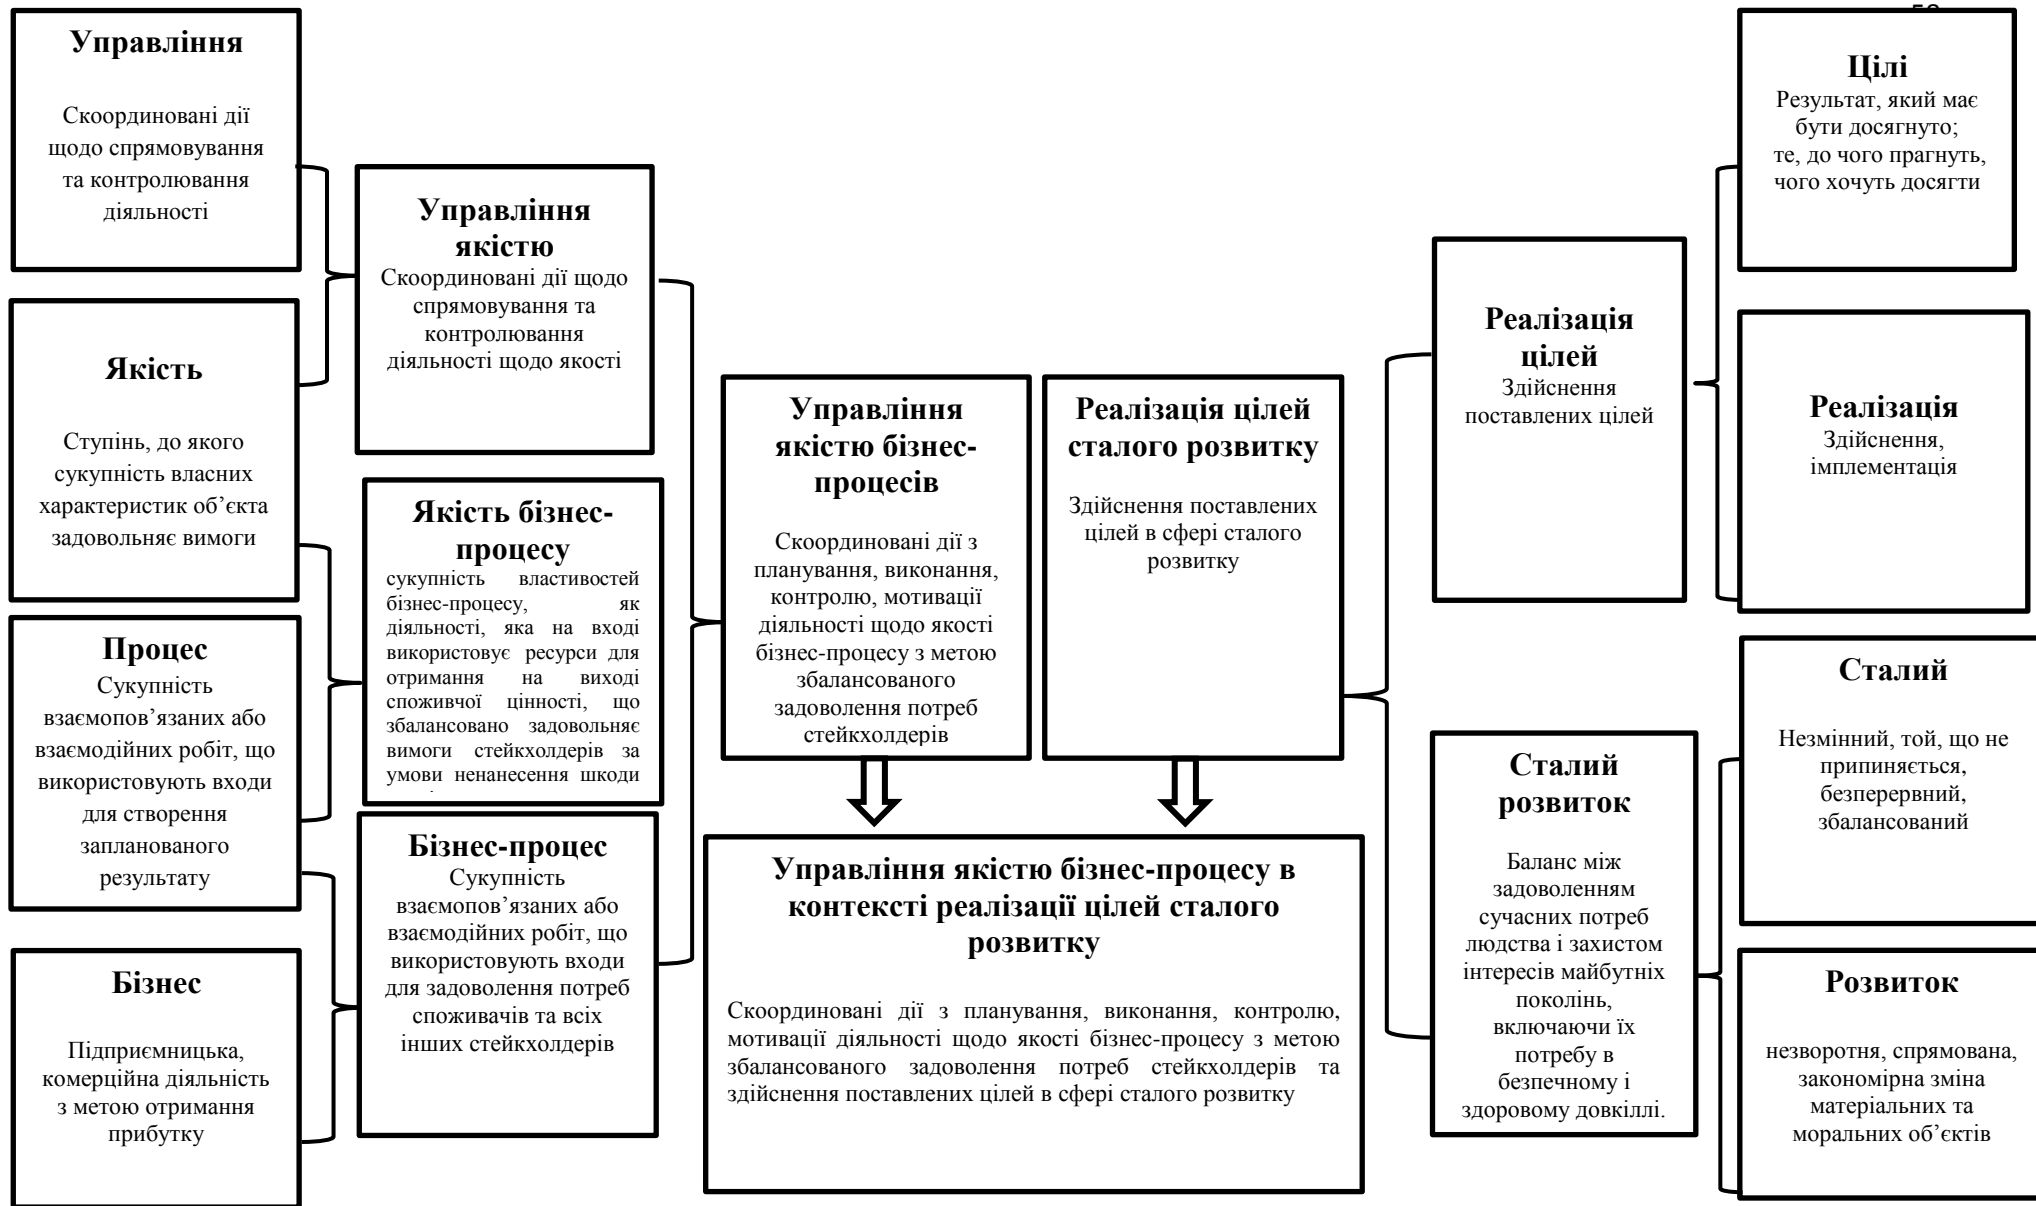 Управління
Скоординовані дії
щодо спрямовування
та контролювання
діяльності
Якість
Ступінь, до якого
сукупність власних
характеристик об’єкта
задовольняє вимоги
Процес
Сукупність
взаємопов’язаних або
взаємодійних робіт, що
використовують входи
для створення
запланованого
результату
Бізнес
Підприємницька,
комерційна діяльність
з метою отримання
прибутку
Управління
якістю
Скоординовані дії щодо
спрямовування та
контролювання
діяльності щодо якості
Якість бізнес-
процесу
сукупність властивостей
бізнес-процесу, як
діяльності, яка на вході
використовує ресурси для
отримання на виході
споживчої цінності, що
збалансовано задовольняє
вимоги стейкхолдерів за
умови ненанесення шкоди
Бізнес-процес
Сукупність
взаємопов’язаних або
взаємодійних робіт, що
використовують входи
для задоволення потреб
споживачів та всіх
інших стейкхолдерів
Управління
якістю бізнес-
процесів
Скоординовані дії з
планування, виконання,
контролю, мотивації
діяльності щодо якості
бізнес-процесу з метою
збалансованого
задоволення потреб
стейкхолдерів
Реалізація цілей
сталого розвитку
Здійснення поставлених
цілей в сфері сталого
розвитку
Управління якістю бізнес-процесу в
контексті реалізації цілей сталого
розвитку
Скоординовані дії з планування, виконання, контролю,
мотивації діяльності щодо якості бізнес-процесу з метою
збалансованого задоволення потреб стейкхолдерів та
здійснення поставлених цілей в сфері сталого розвитку
Реалізація
цілей
Здійснення
поставлених цілей
Сталий
розвиток
Баланс між
задоволенням
сучасних потреб
людства і захистом
інтересів майбутніх
поколінь,
включаючи їх
потребу в
безпечному і
здоровому довкіллі.
Цілі
Результат, який має
бути досягнуто;
те, до чого прагнуть,
чого хочуть досягти
Реалізація
Здійснення,
імплементація
Сталий
Незмінний, той, що не
припиняється,
безперервний,
збалансований
Розвиток
незворотня, спрямована,
закономірна зміна
матеріальних та
моральних об’єктів